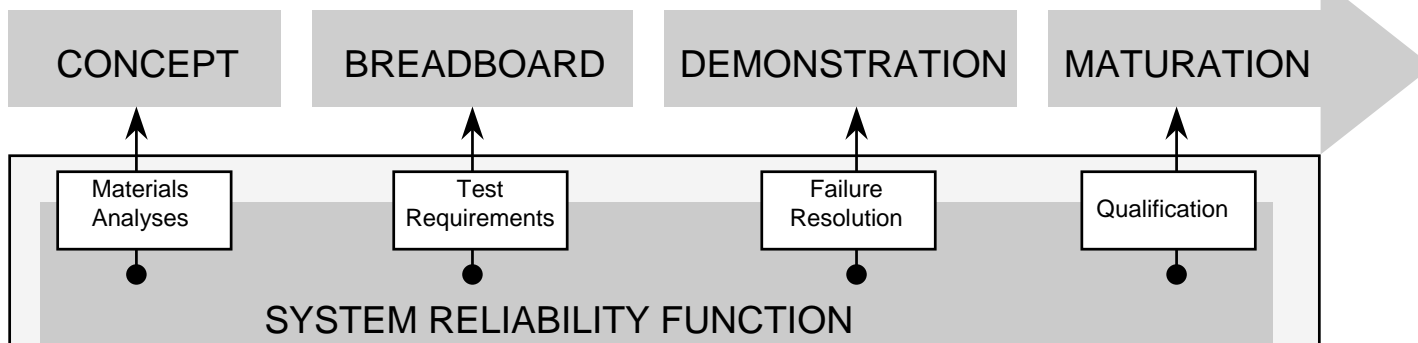 CONCEPT
BREADBOARD
DEMONSTRATION
MATURATION
Materials
Analyses
Test
Requirements
Failure
Resolution
Qualification
SYSTEM RELIABILITY FUNCTION